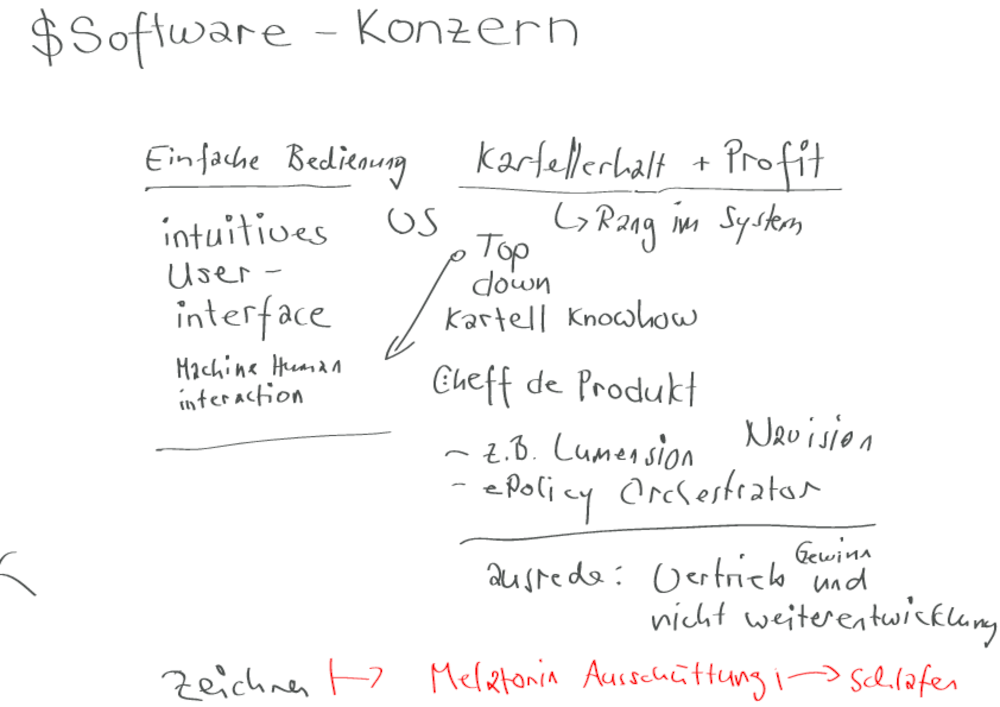 $Software - Konzern
Einfache Bedienung
intuitives
User -
interface
Machine Human
interaction
OS
Kartellerhalt + Profit
↳ Rang im System
Top
down
Kartell Knowhow
Cheff de Produkt
- z.B. Lumension Navision
- ePolicy Orchestrator
ausrede: Vertrieb Gewinn und
nicht weiterentwicklung
Zeichnen ↦ Melatonin Ausschüttung ↦ schlafen